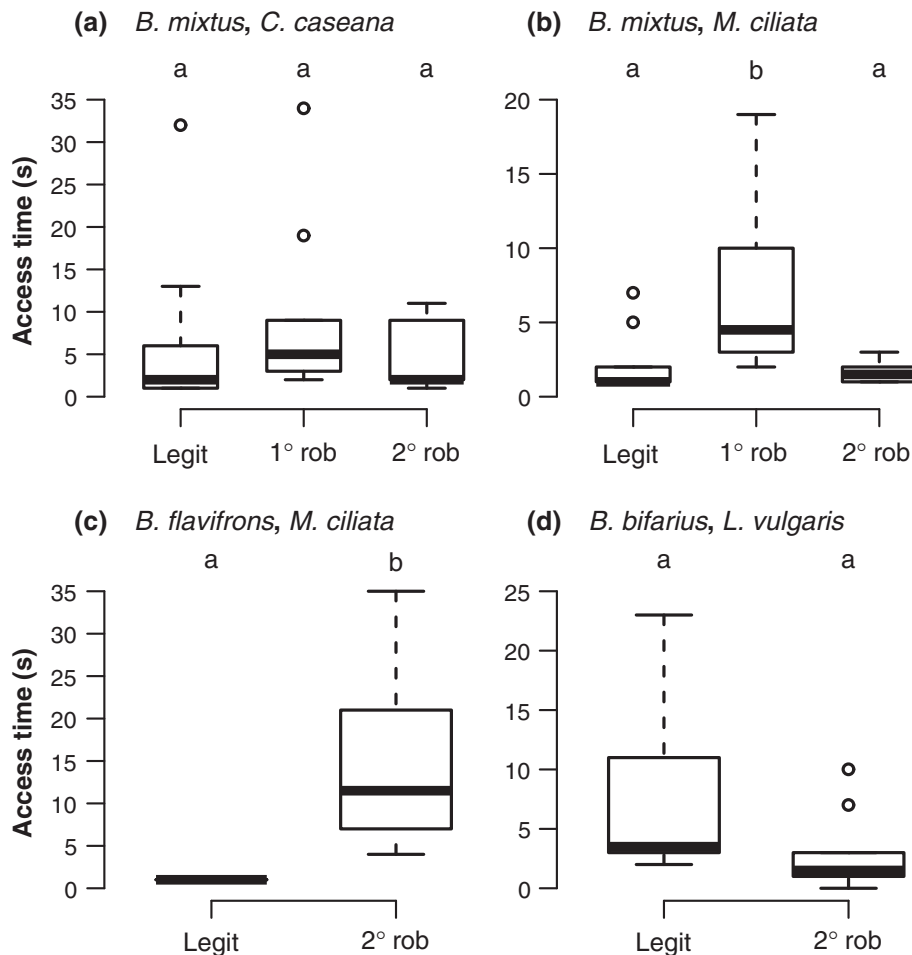 (a) B. mixtus, C. caseana
a a a
Access time (s)
35
30
25
20
15
10
5
0
Legit 1° rob 2° rob
(b) B. mixtus, M. ciliata
a b a
20
15
10
5
0
Legit 1° rob 2° rob
(c) B. flavifrons, M. ciliata
a b
Access time (s)
35
30
25
20
15
10
5
0
Legit 2° rob
(d) B. bifarius, L. vulgaris
a a
25
20
15
10
5
0
Legit 2° rob